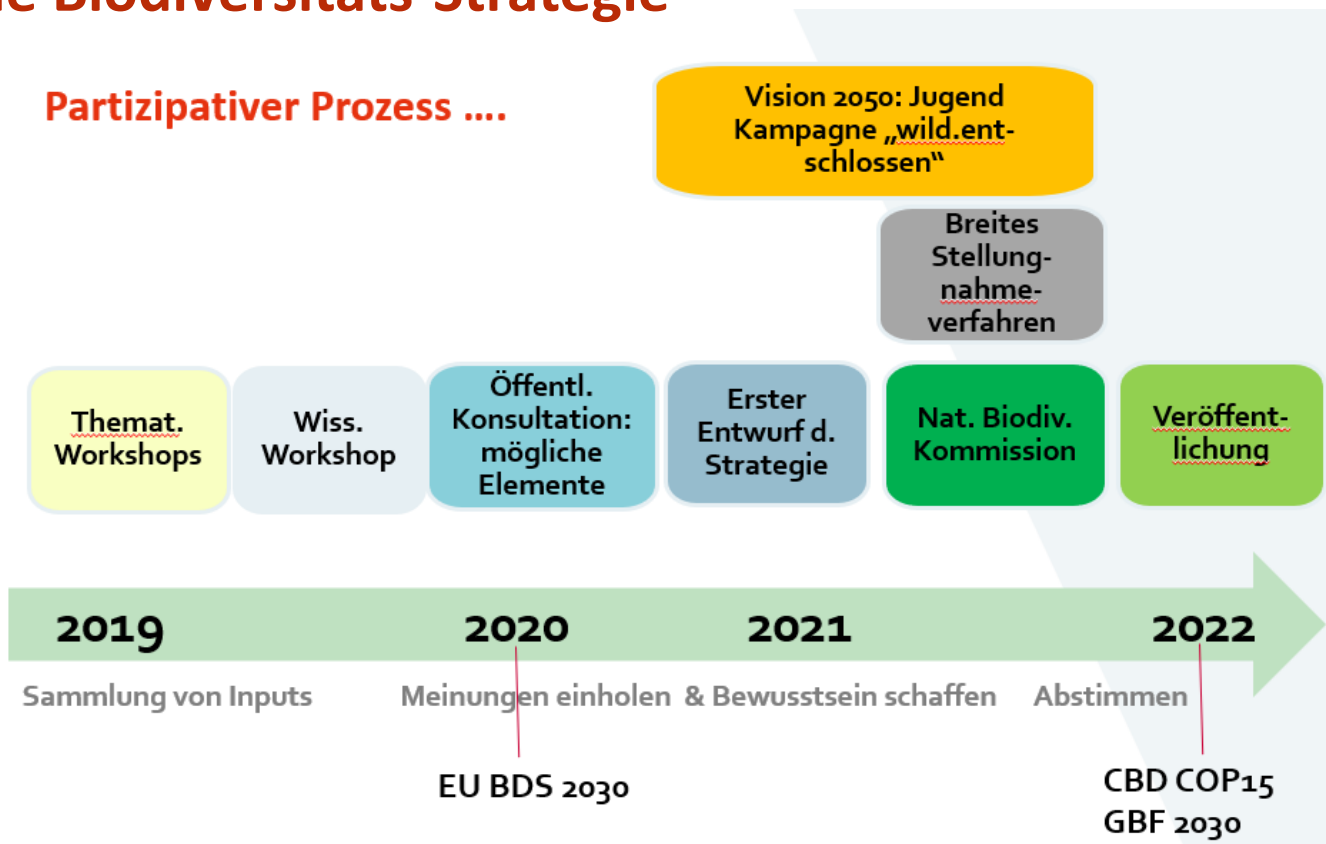 Biodiversitäts-Strategie
Partizipativer Prozess ....
Vision 2050: Jugend
Kampagne „wild.ent-
schlossen“
Breites
Stellung-
nahme-
verfahren
Themat.
Workshops
Wiss.
Workshop
Öffentl.
Konsultation:
mögliche
Elemente
Erster
Entwurf d.
Strategie
Nat. Biodiv.
Kommission
Veröffent-
lichung
2019
2020
2021
2022
Sammlung von Inputs
Meinungen einholen & Bewusstsein schaffen
Abstimmen
EU BDS 2030
CBD COP15
GBF 2030